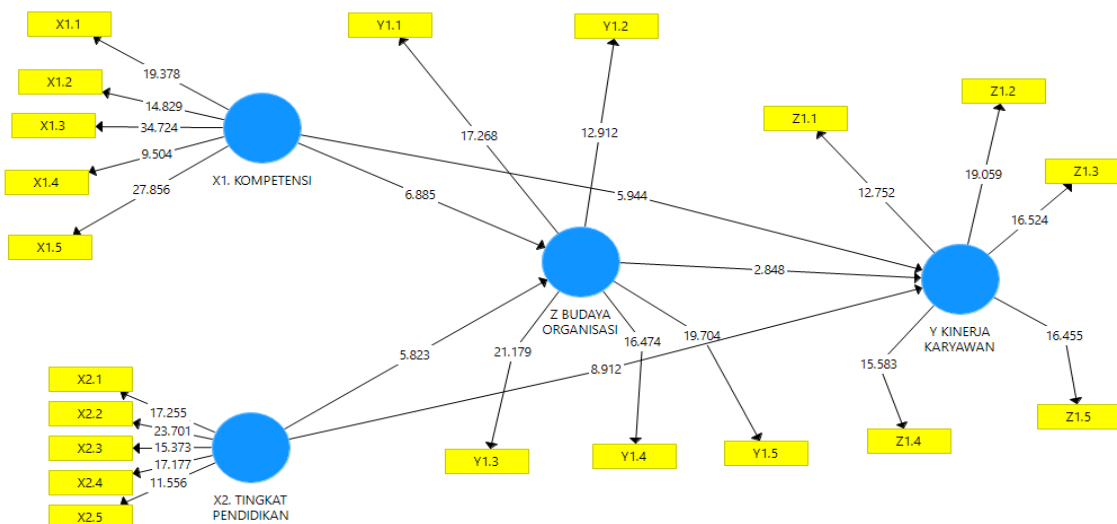 X1.1
Y1.1
Y1.2
19.378
X1.2
14.829
X1.3
34.724
9.504
X1.4
27.856
X1.5
X1. KOMPETENSI
17.268
12.912
Z1.1
Z1.2
12.752
19.059
Z1.3
16.524
6.885
5.944
2.848
Z BUDAYA
ORGANISASI
Y KINERJA
KARYAWAN
5.823
8.912
21.179
16.474
19.704
15.583
16.455
X2.1
17.255
X2.2
23.701
X2.3
15.373
17.177
X2.4
11.556
X2.5
X2. TINGKAT
PENDIDIKAN
Y1.3
Y1.4
Y1.5
Z1.4
Z1.5